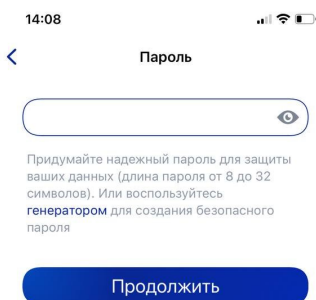 14:08
Пароль
Придумайте надежный пароль для защиты
ваших данных (длина пароля от 8 до 32
символов). Или воспользуйтесь
генератором для создания безопасного
пароля
Продолжить